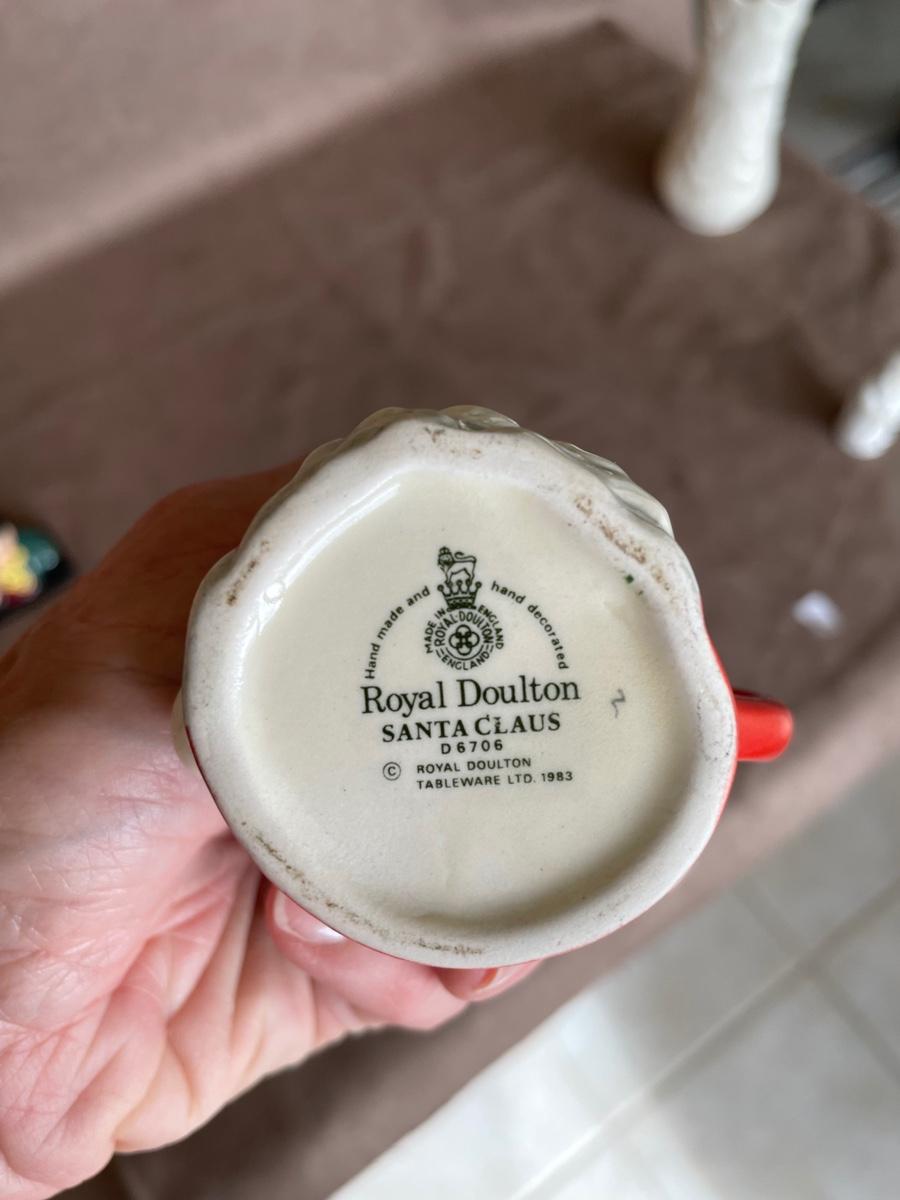 Hand made and hand decorated
MADE IN ENGLAND
ROYAL·DOULTON
ENGLAND
Royal Doulton
SANTA CLAUS
D 6706
© ROYAL DOULTON
TABLEWARE LTD. 1983